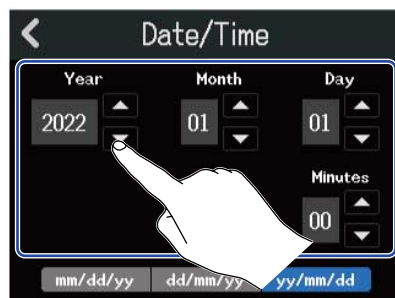 Date/Time
Year Month Day
2022 01 01
Minutes
00
mm/dd/yy dd/mm/yy yy/mm/dd